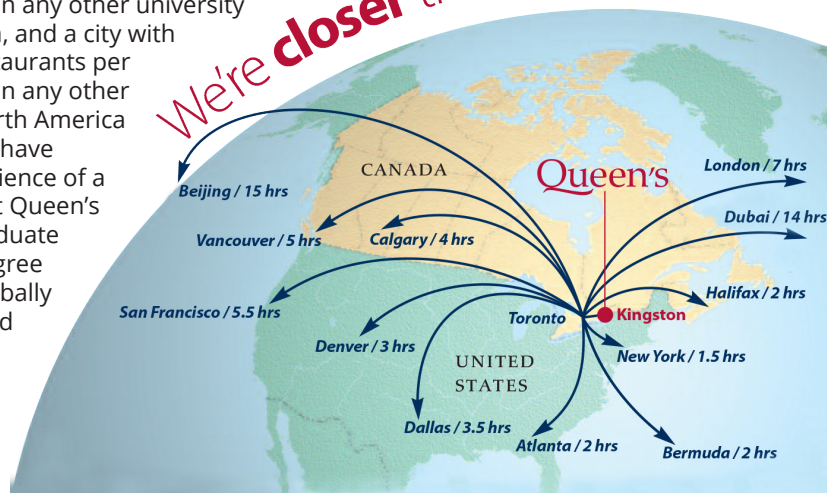 n any other university
, and a city with
taurants per
n any other
rth America
have
ience of a
t Queen's
duate
gree
bally
d
We're closer
CANADA
Queen's
London / 7 hrs
Beijing / 15 hrs
Dubai / 14 hrs
Vancouver / 5 hrs
Calgary / 4 hrs
Halifax / 2 hrs
San Francisco / 5.5 hrs
Toronto
Kingston
Denver / 3 hrs
New York / 1.5 hrs
UNITED
STATES
Dallas / 3.5 hrs
Atlanta / 2 hrs
Bermuda / 2 hrs